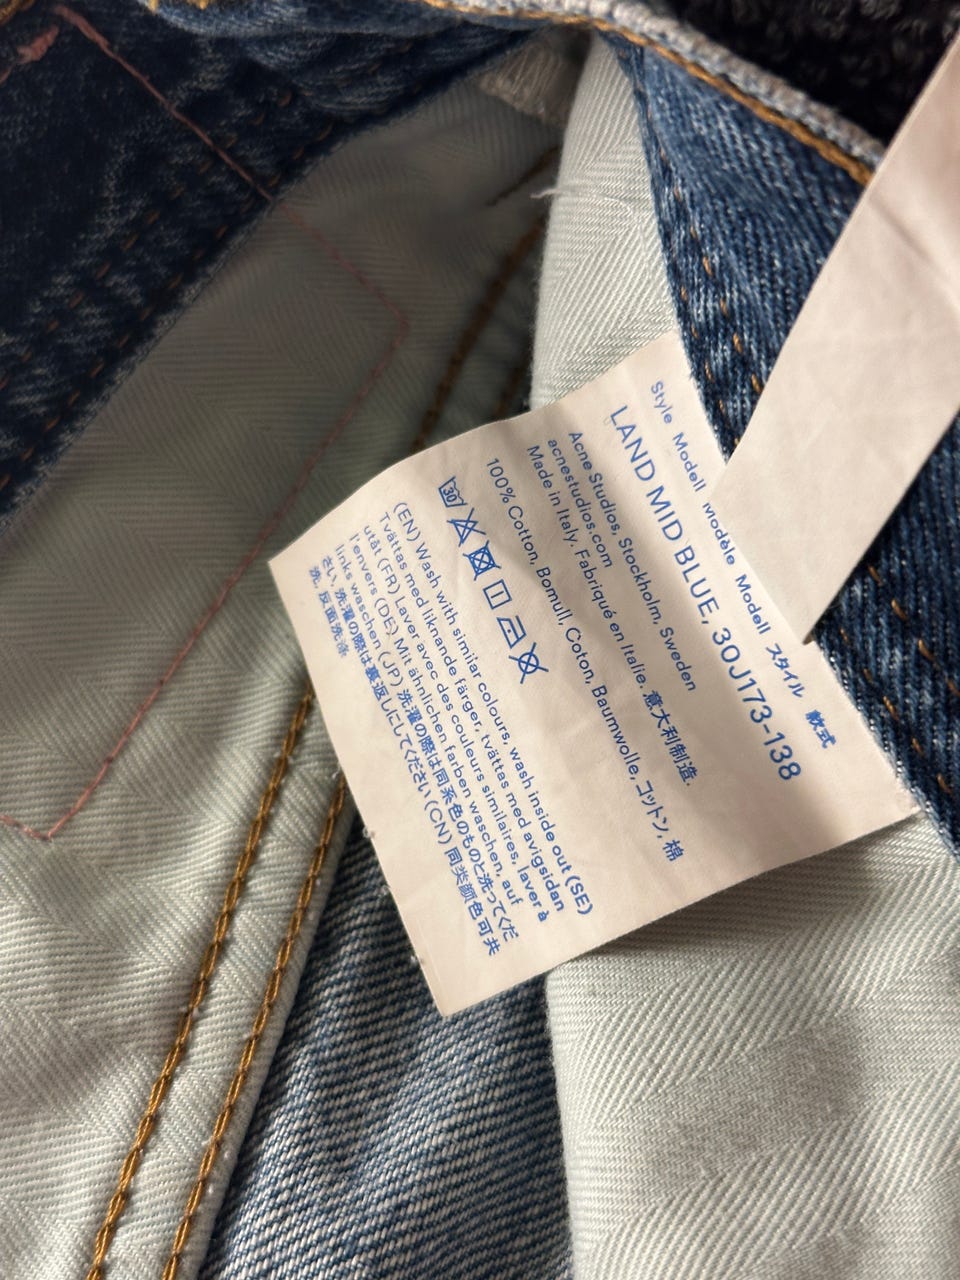 Style Modell Modèle Modell スタイル 款式
LAND MID BLUE, 30J173-138
Acne Studios, Stockholm, Sweden
acnestudios.com
Made in Italy. Fabriqué en Italie. 意大利制造.
100% Cotton, Bomull, Coton, Baumwolle, コットン, 棉
30
(EN) Wash with similar colours, wash inside out (SE)
Tvättas med liknande färger, tvättas med avigsidan
utåt (FR) Laver avec des couleurs similaires, laver à
l'envers (DE) Mit ähnlichen farben waschen, auf
links waschen (JP) 洗濯の際は同系色のものと洗ってくだ
さい, 洗濯の際は裏返しにしてください (CN) 同类颜色可共
洗, 反面洗涤.